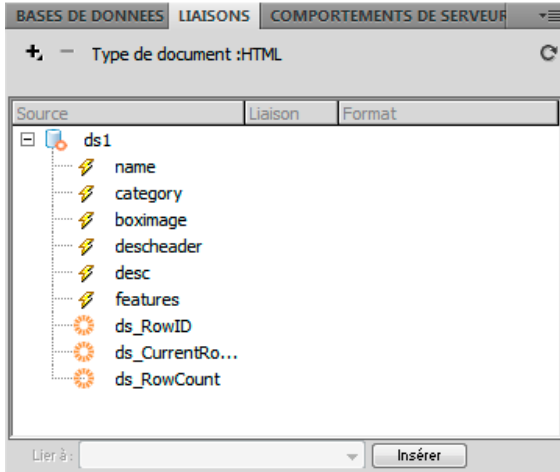 BASES DE DONNEES LIAISONS COMPORTEMENTS DE SERVEUR
Type de document :HTML
Source Liaison Format
ds1
name
category
boximage
descheader
desc
features
ds_RowID
ds_CurrentRo...
ds_RowCount
Lier à : Insérer